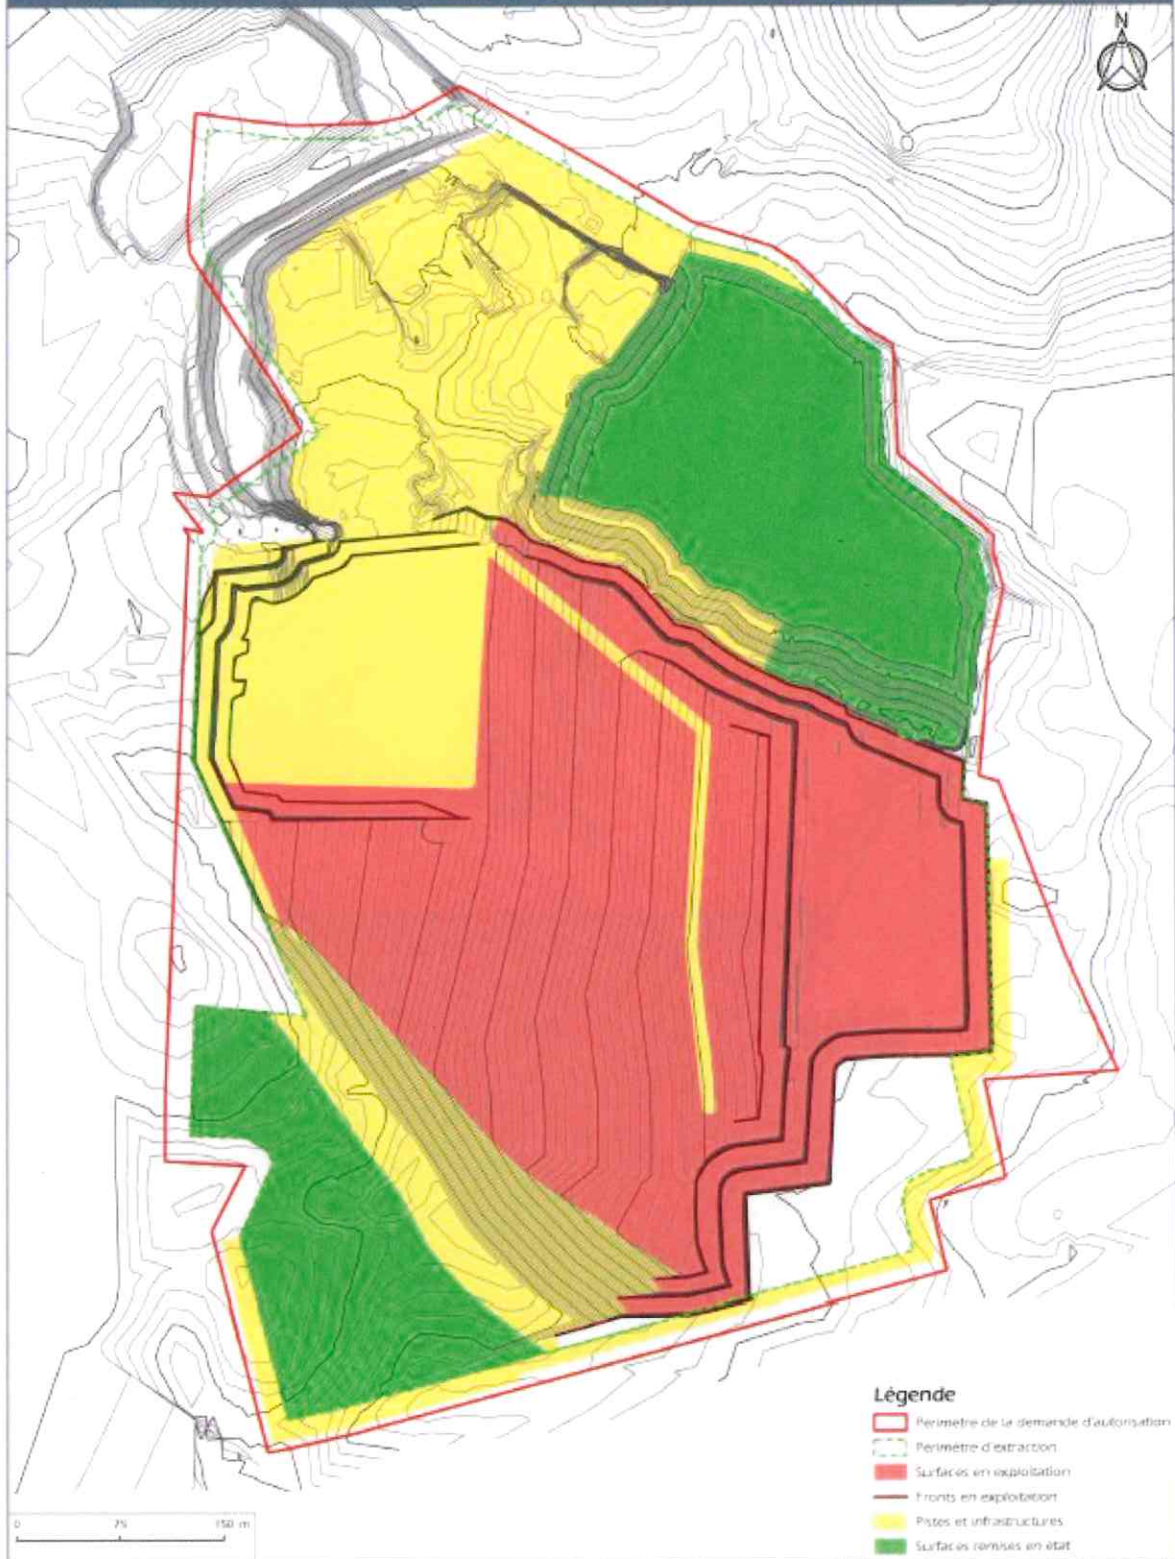 N
Légende
Périmètre de la demande d'autorisation
Périmètre d'extraction
Surfaces en exploitation
Fronts en exploitation
Pistes et infrastructures
Surfaces remises en état
0 75 150 m